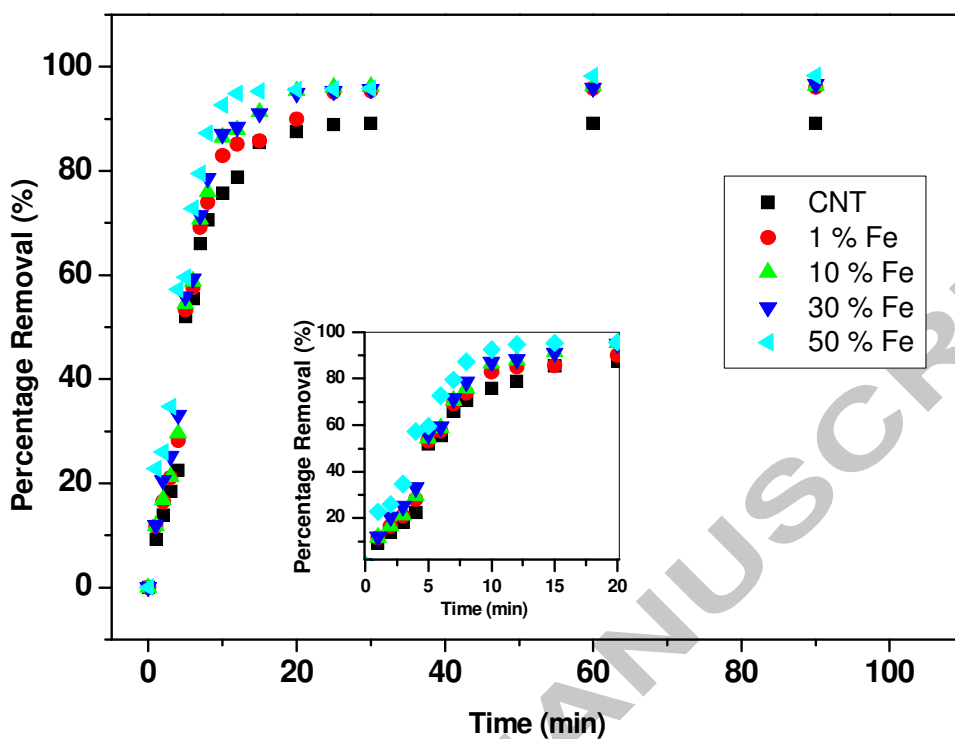 100
80
60
40
20
0
Percentage Removal (%)
0 20 40 60 80 100
Time (min)
CNT
1 % Fe
10 % Fe
30 % Fe
50 % Fe
100
80
60
40
20
Percentage Removal (%)
0 5 10 15 20
Time (min)
ANUSCR